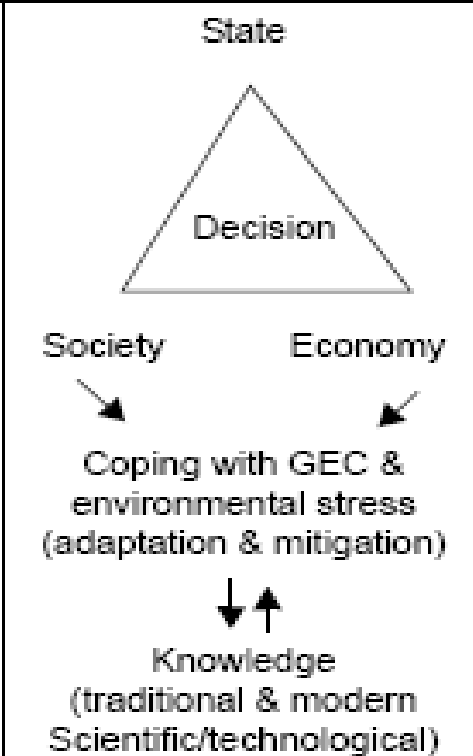 State
Decision
Society Economy
Coping with GEC &
environmental stress
(adaptation & mitigation)
Knowledge
(traditional & modern
Scientific/technological)